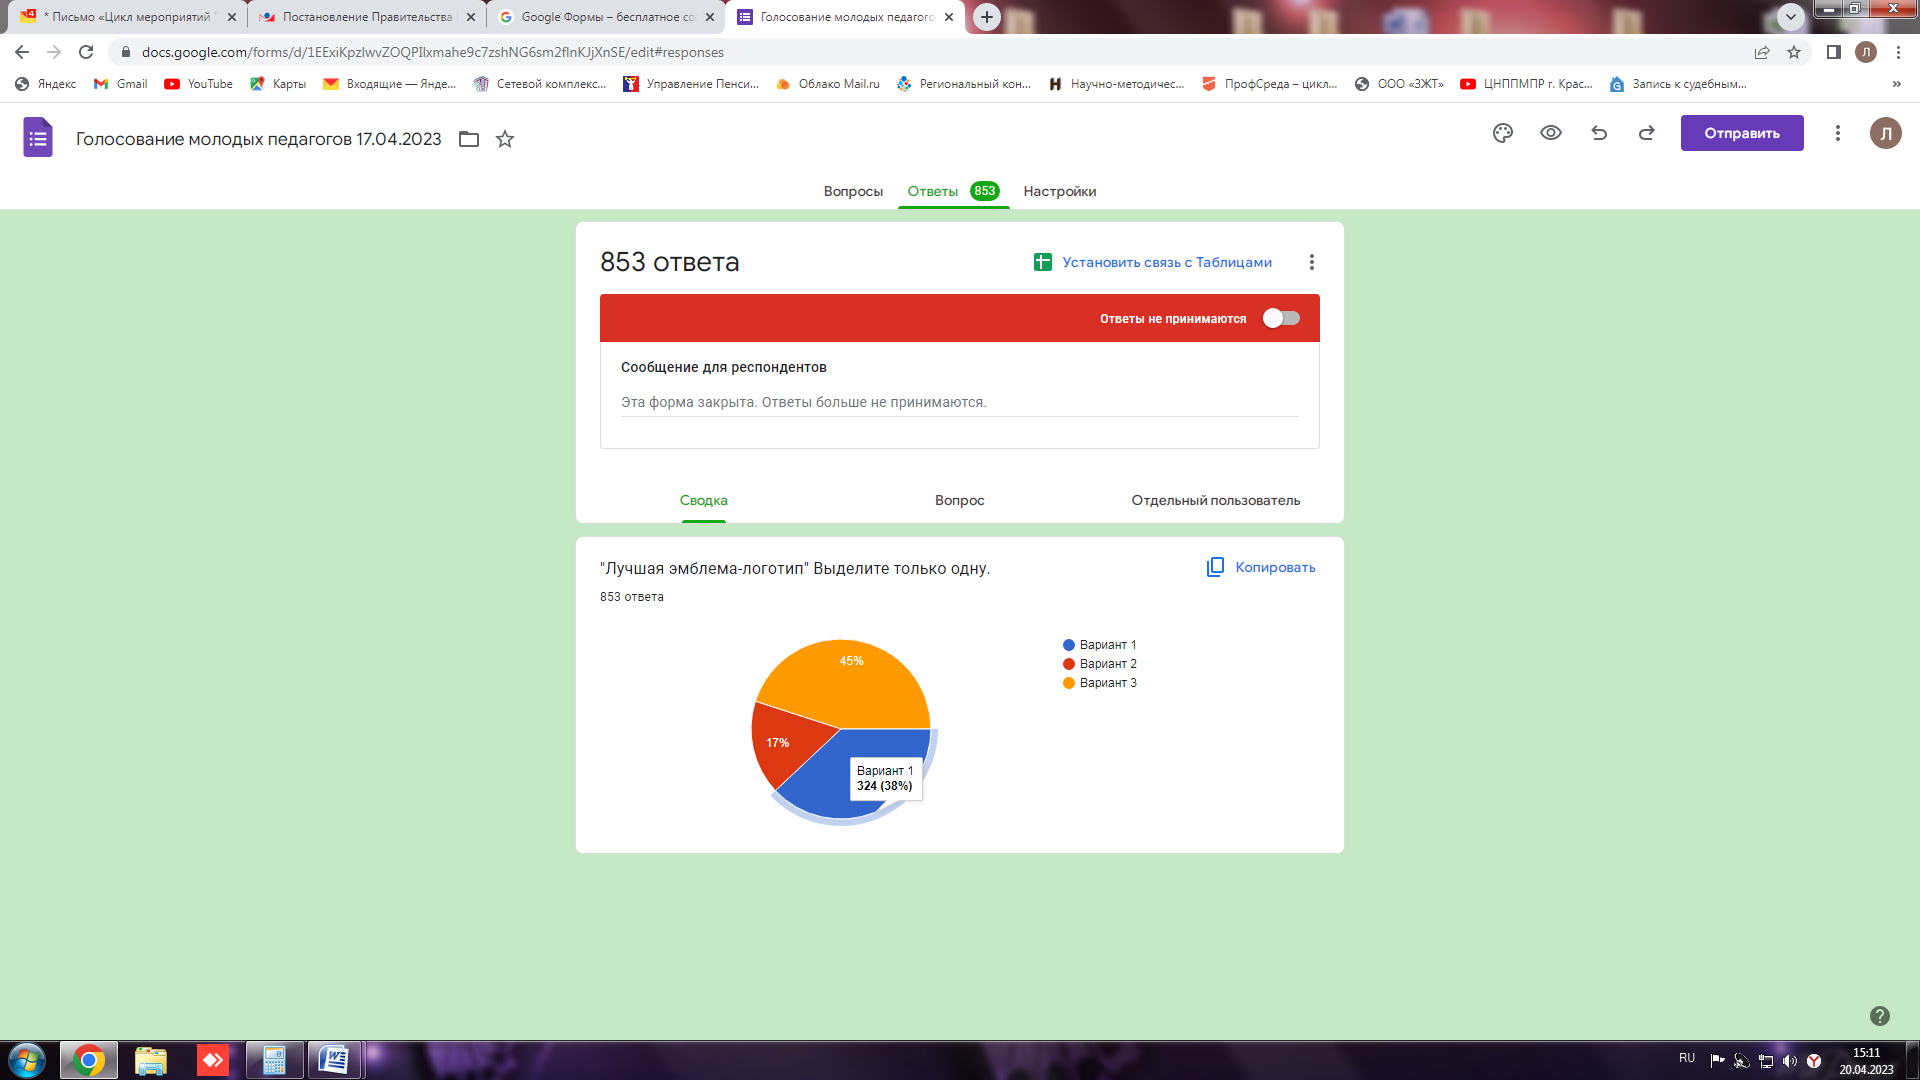 * Письмо «Цикл мероприятий
Постановление Правительства
Google Формы – бесплатное со
Голосование молодых педагого
docs.google.com/forms/d/1EExiKpzlwvZOQPIlxmahe9c7zshNG6sm2flnKJjXnSE/edit#responses
Яндекс
Gmail
YouTube
Карты
Входящие — Янде...
Сетевой комплекс...
Управление Пенси...
Облако Mail.ru
Региональный кон...
Научно-методичес...
ПрофСреда – цикл...
ООО «ЗЖТ»
ЦНППМПР г. Крас...
Запись к судебным...
»
Голосование молодых педагогов 17.04.2023
Отправить
Л
Вопросы
Ответы 853
Настройки
853 ответа
Установить связь с Таблицами
Ответы не принимаются
Сообщение для респондентов
Эта форма закрыта. Ответы больше не принимаются.
Сводка
Вопрос
Отдельный пользователь
"Лучшая эмблема-логотип" Выделите только одну.
Копировать
853 ответа
45%
17%
Вариант 1
324 (38%)
Вариант 1
Вариант 2
Вариант 3
RU
15:11
20.04.2023